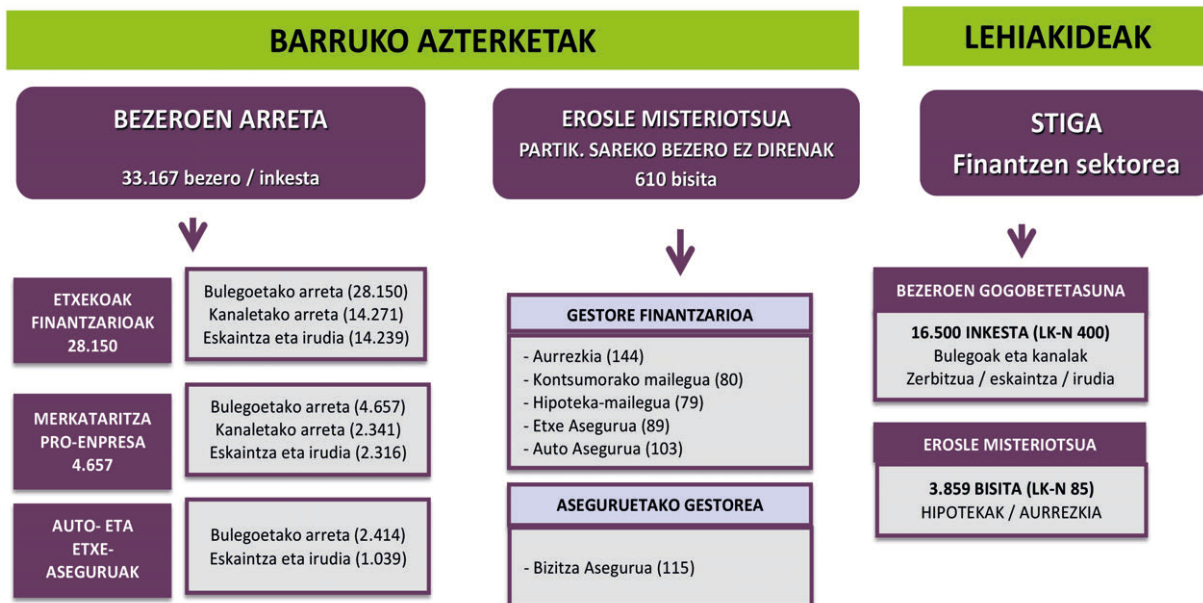 BARRUKO AZTERKETAK
BEZEROEN ARRETA
33.167 bezero / inkesta
ETXEKOAK
FINANTZARIOAK
28.150
Bulegoetako arreta (28.150)
Kanaletako arreta (14.271)
Eskaintza eta irudia (14.239)
MERKATARITZA
PRO-ENPRESA
4.657
Bulegoetako arreta (4.657)
Kanaletako arreta (2.341)
Eskaintza eta irudia (2.316)
AUTO- ETA
ETXE-
ASEGURUAK
Bulegoetako arreta (2.414)
Eskaintza eta irudia (1.039)
EROSLE MISTERIOTSUA
PARTIK. SAREKO BEZERO EZ DIRENAK
610 bisita
GESTORE FINANTZARIOA
- Aurrezkia (144)
- Kontsumorako mailegua (80)
- Hipoteka-mailegua (79)
- Etxe Asegurua (89)
- Auto Asegurua (103)
ASEGURUETAKO GESTOREA
- Bizitza Asegurua (115)
LEHIAKIDEAK
STIGA
Finantzen sektorea
BEZEROEN GOGOBETETASUNA
16.500 INKESTA (LK-N 400)
Bulegoak eta kanalak
Zerbitzua / eskaintza / irudia
EROSLE MISTERIOTSUA
3.859 BISITA (LK-N 85)
HIPOTEKAK / AURREZKIA